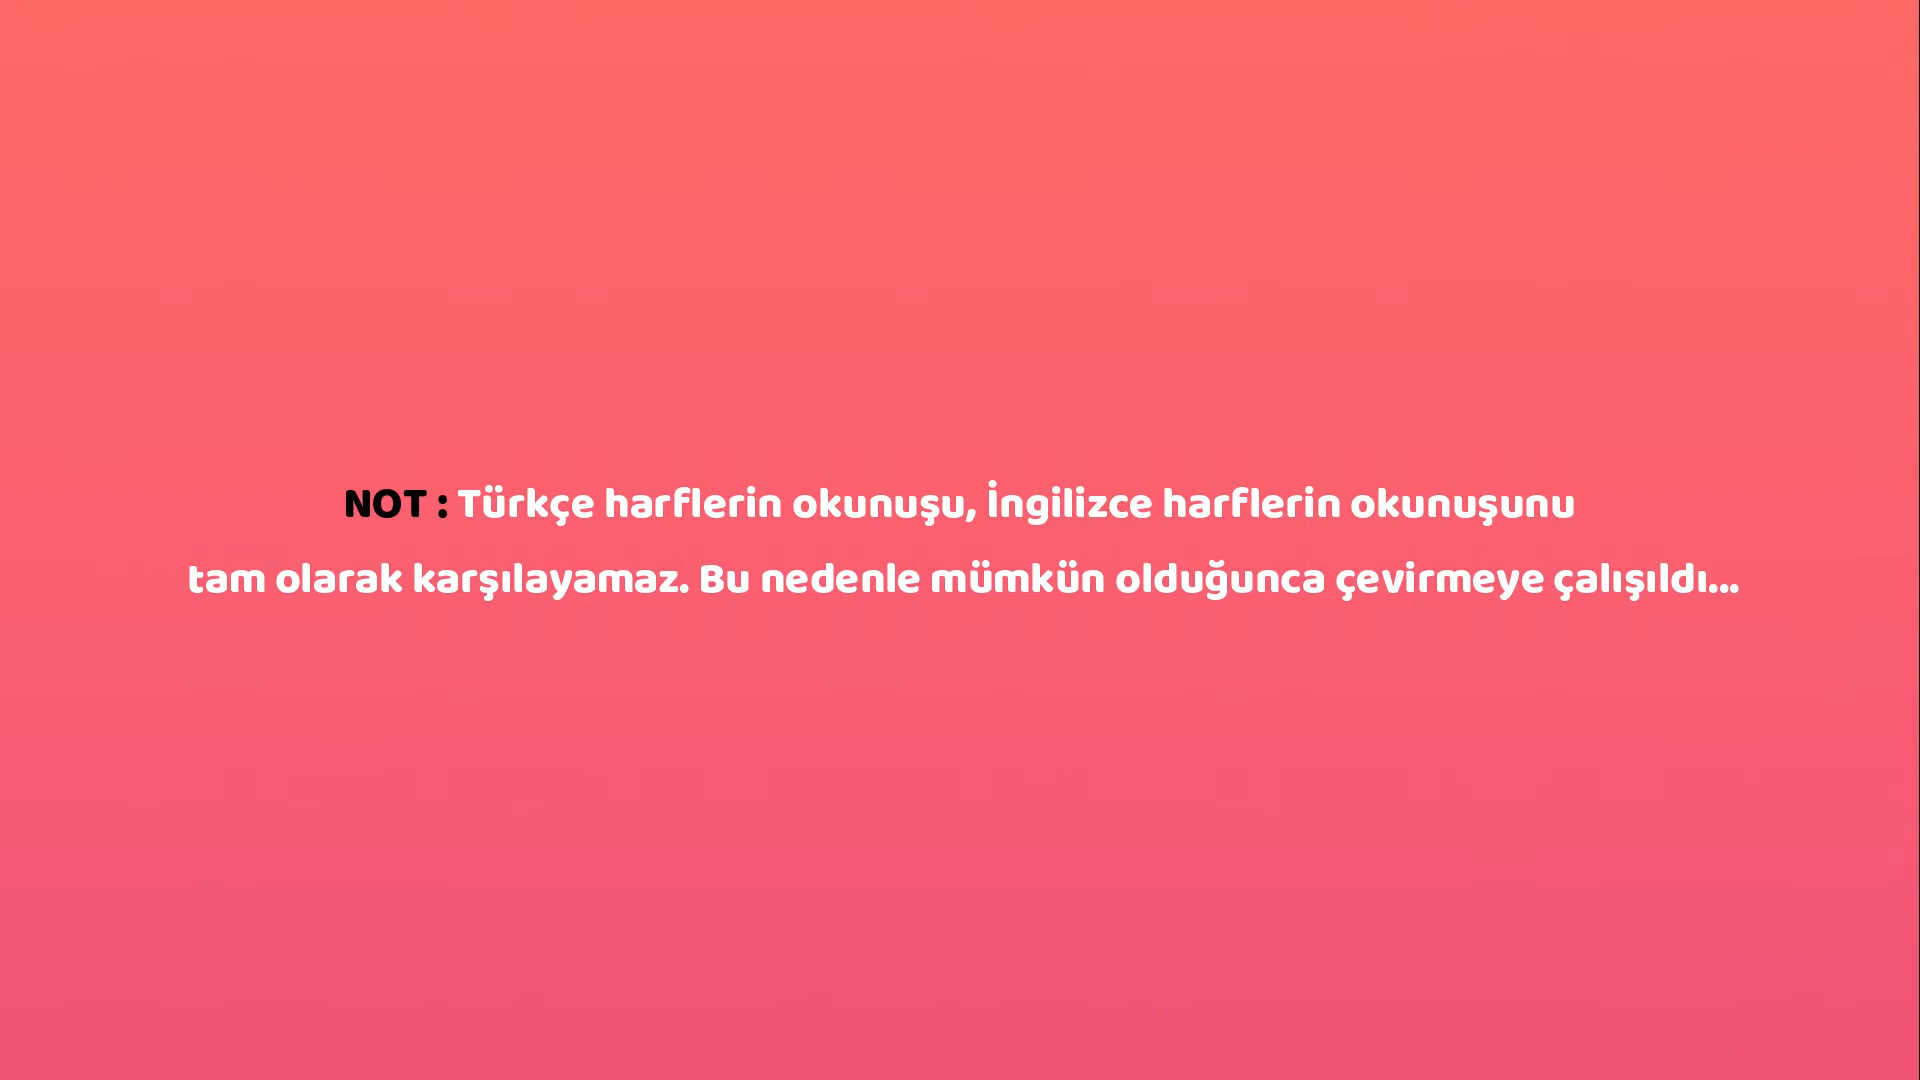 NOT : Türkçe harflerin okunuşu, İngilizce harflerin okunuşunu
tam olarak karşılayamaz. Bu nedenle mümkün olduğunca çevirmeye çalışıldı...